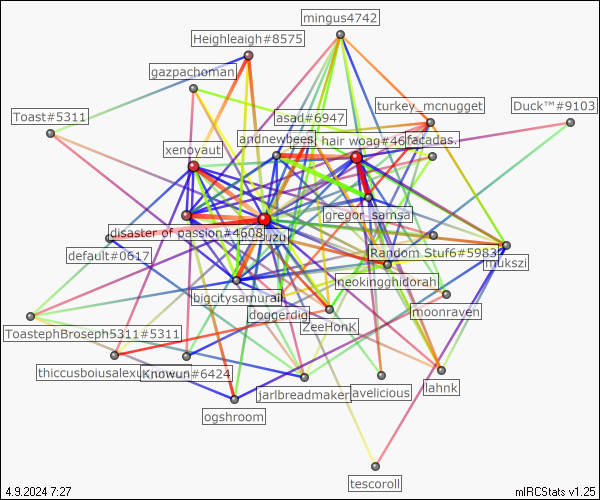 mingus4742
Heighleaigh#8575
gazpachoman
turkey_mcnugget
Duck™#9103
Toast#5311
asad#6947
andnewbees
hair woag#46
facadas.
xenoyaut
gregor_samsa
disaster of passion#4608
uzu
default#0617
Random Stuf6#5983
mukszi
neokingghidorah
bigcitysamurai
doggerdigi
moonraven
ZeeHonK
ToastephBroseph5311#5311
thiccusboiusalexu
Knowun#6424
lahnk
jarlbreadmaker
avelicious
ogshroom
tescoroll
4.9.2024 7:27
mIRCStats v1.25